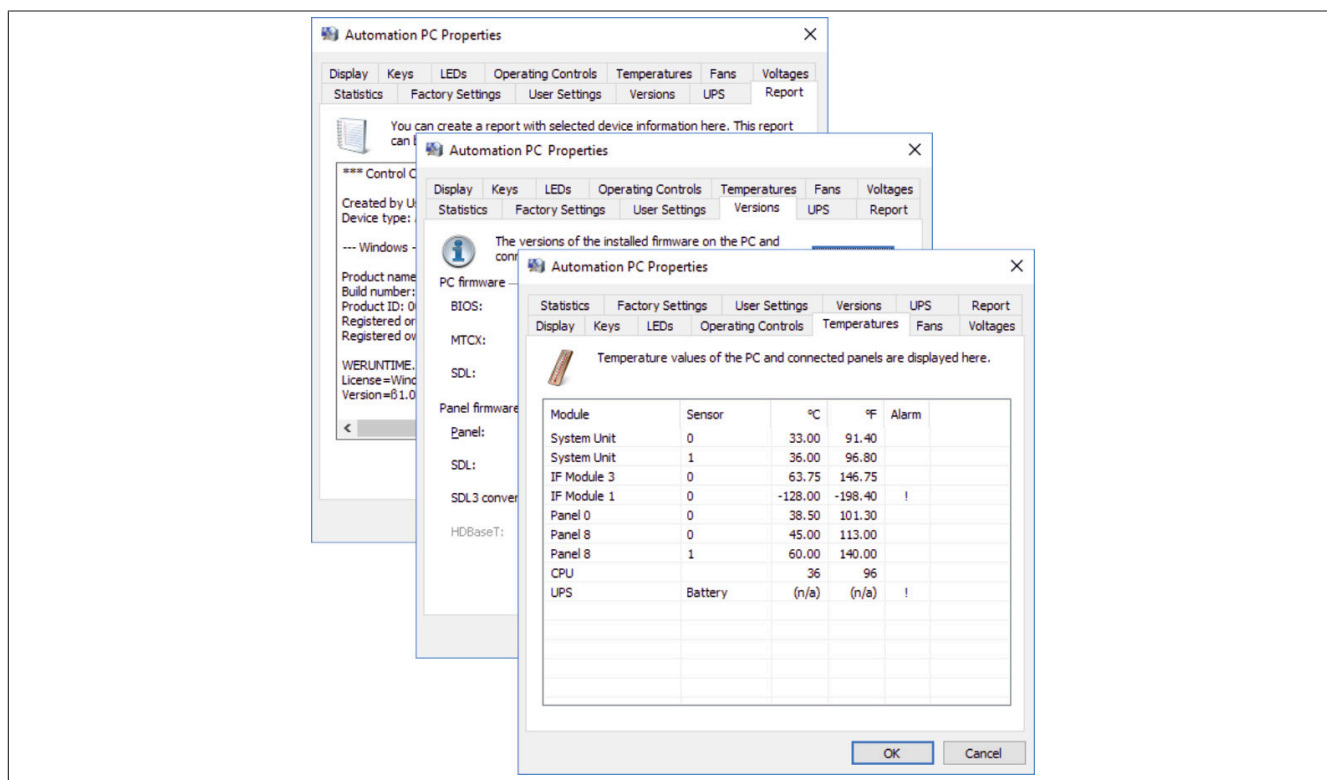 Automation PC Properties
Display Keys LEDs Operating Controls Temperatures Fans Voltages
Statistics Factory Settings User Settings Versions UPS Report
You can create a report with selected device information here. This report
can
*** Control
Created by
Device type:
--- Windows -
Product name
Build number:
Product ID:
Registered or
Registered ow
WERUNTIME.
License=Wind
Version=ß1.0
Automation PC Properties
Display Keys LEDs Operating Controls Temperatures Fans Voltages
Statistics Factory Settings User Settings Versions UPS Report
The versions of the installed firmware on the PC and
conn
PC firmware
BIOS:
MTCX:
SDL:
Panel firmware
Panel:
SDL:
SDL3 conver
HDBaseT:
Automation PC Properties
Statistics Factory Settings User Settings Versions UPS Report
Display Keys LEDs Operating Controls Temperatures Fans Voltages
Temperature values of the PC and connected panels are displayed here.
Module Sensor °C °F Alarm
System Unit 0 33.00 91.40
System Unit 1 36.00 96.80
IF Module 3 0 63.75 146.75
IF Module 1 0 -128.00 -198.40 !
Panel 0 0 38.50 101.30
Panel 8 0 45.00 113.00
Panel 8 1 60.00 140.00
CPU 36 96
UPS Battery (n/a) (n/a) !
OK Cancel